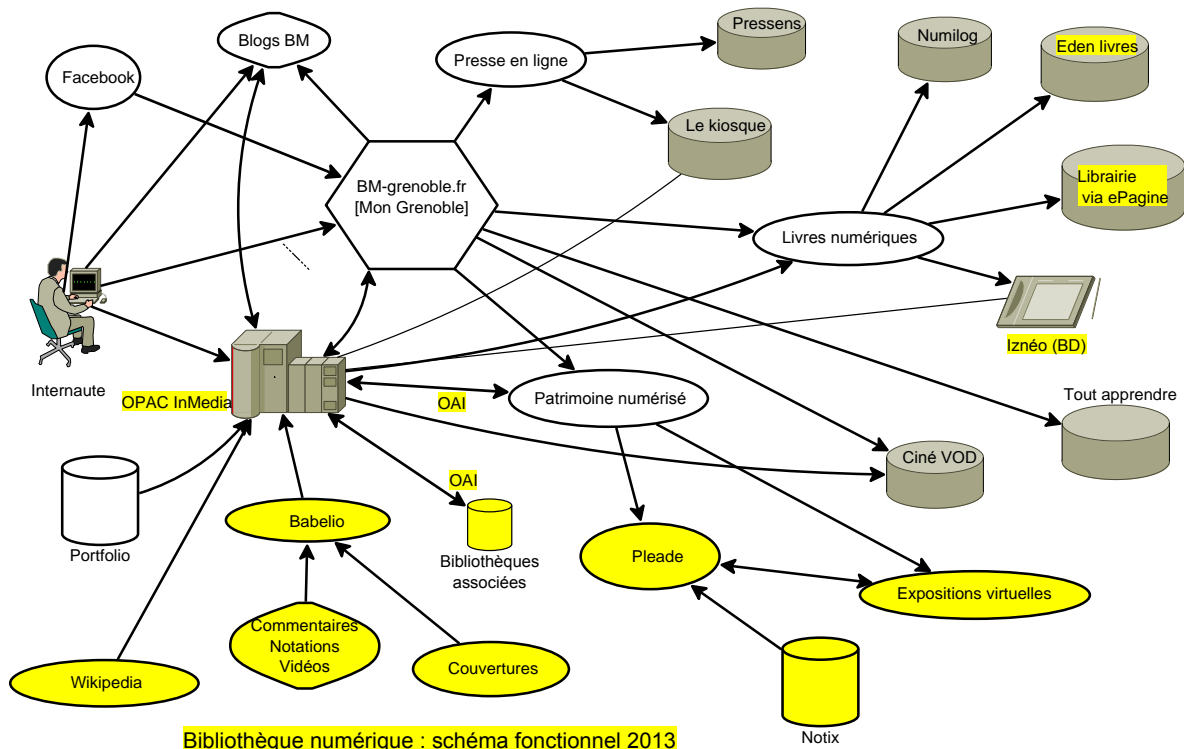 Blogs BM
Pressens
Numilog
Eden livres
Facebook
Presse en ligne
Le kiosque
BM-grenoble.fr
[Mon Grenoble]
Librairie
via ePagine
Livres numériques
Internaute
Iznéo (BD)
OPAC InMedia
OAI
Patrimoine numérisé
Tout apprendre
Ciné VOD
OAI
Portfolio
Babelio
Bibliothèques
associées
Pleade
Expositions virtuelles
Commentaires
Notations
Vidéos
Couvertures
Wikipedia
Notix
Bibliothèque numérique : schéma fonctionnel 2013